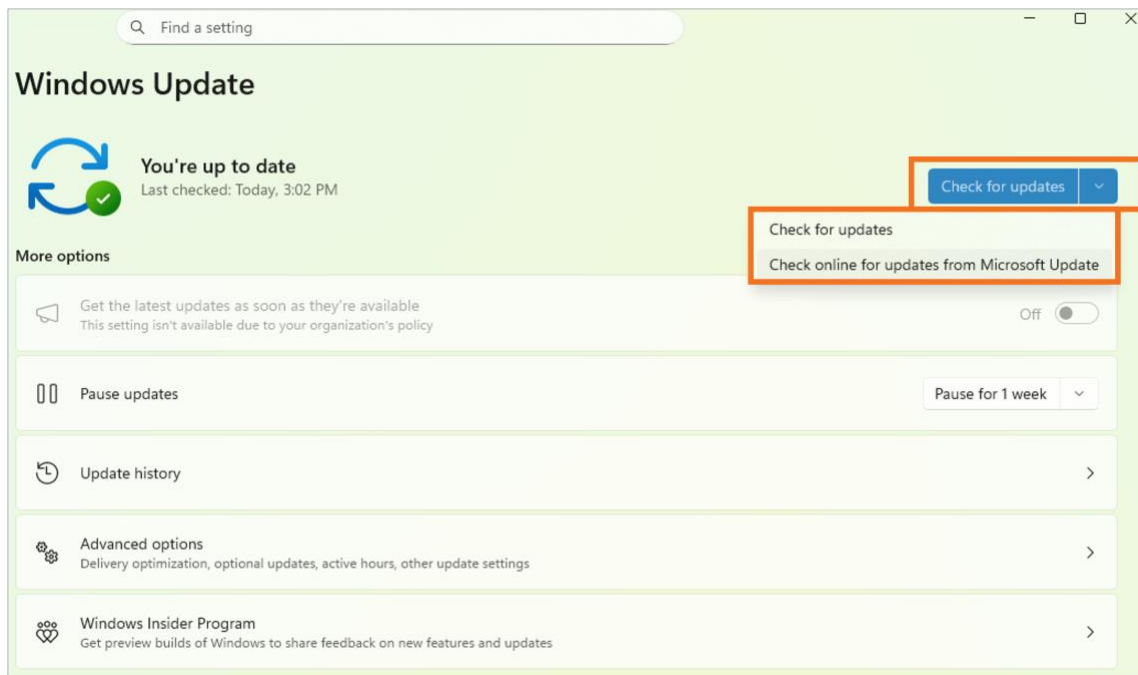 Find a setting
Windows Update
You're up to date
Last checked: Today, 3:02 PM
Check for updates
Check for updates
Check online for updates from Microsoft Update
More options
Get the latest updates as soon as they're available
This setting isn't available due to your organization's policy
Off
Pause updates
Pause for 1 week
Update history
Advanced options
Delivery optimization, optional updates, active hours, other update settings
Windows Insider Program
Get preview builds of Windows to share feedback on new features and updates